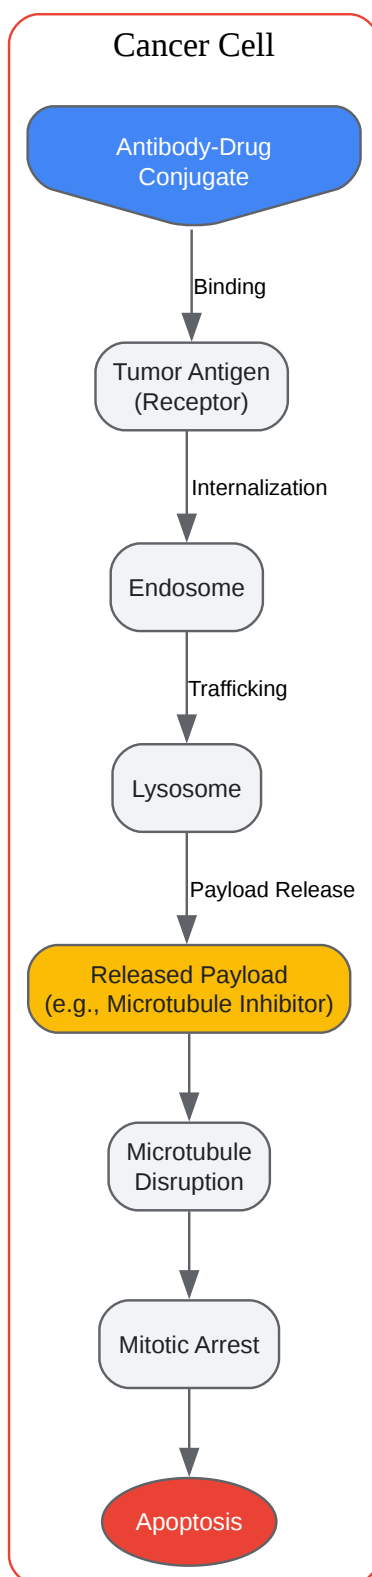 Cancer Cell
Antibody-Drug
Conjugate
Binding
Tumor Antigen
(Receptor)
Internalization
Endosome
Trafficking
Lysosome
Payload Release
Released Payload
(e.g., Microtubule Inhibitor)
Microtubule
Disruption
Mitotic Arrest
Apoptosis